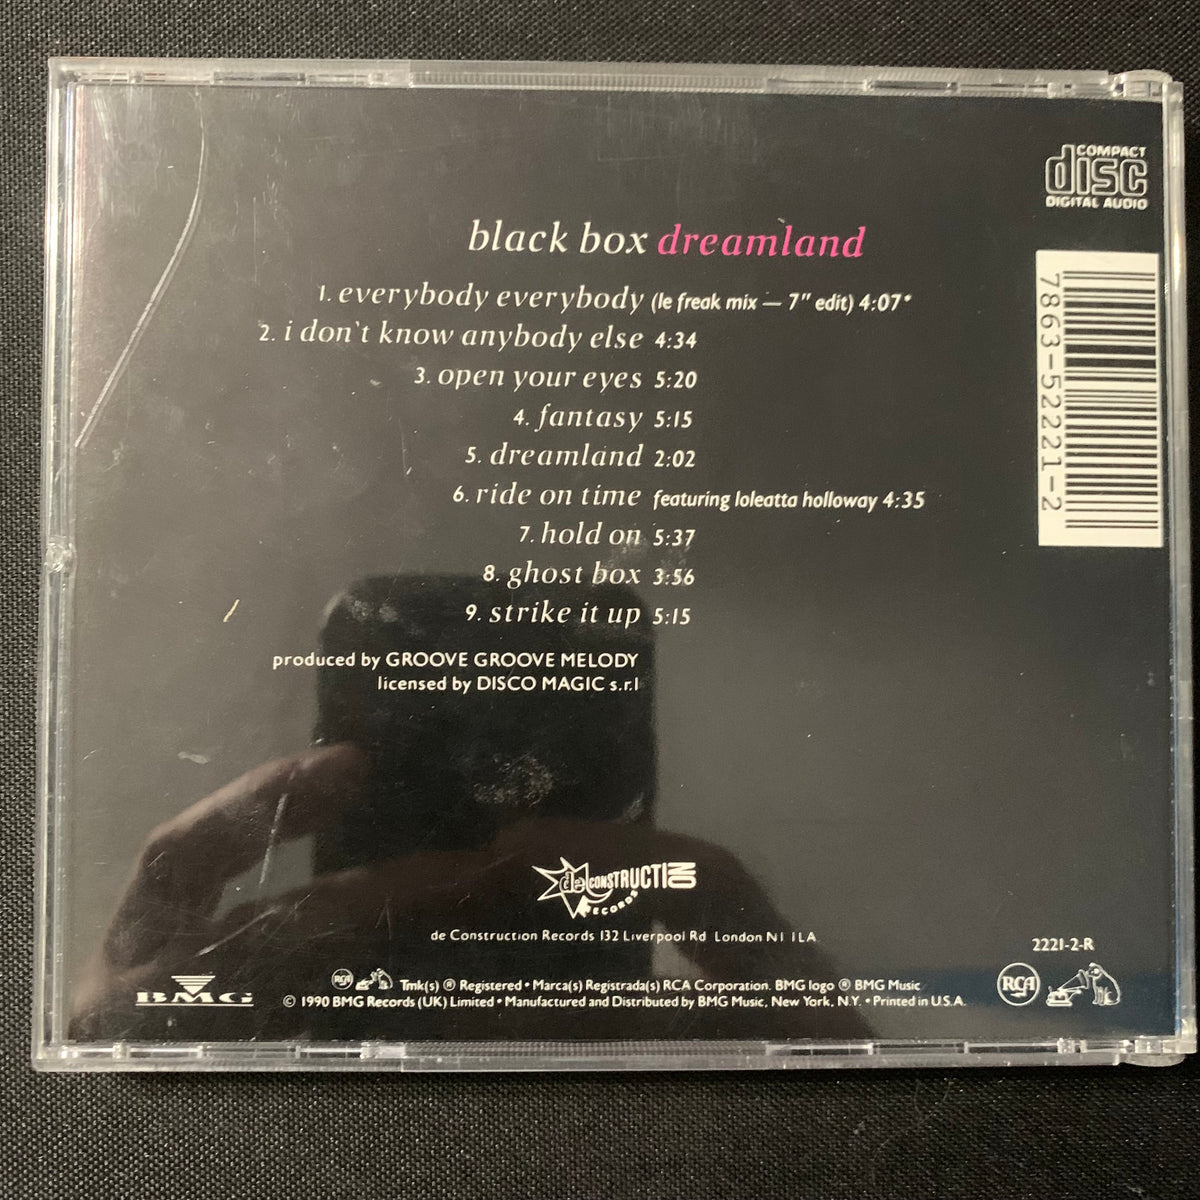 COMPACT
disc
DIGITAL AUDIO
black box dreamland
1. everybody everybody (le freak mix — 7" edit) 4:07*
2. i don't know anybody else 4:34
3. open your eyes 5:20
4. fantasy 5:15
5. dreamland 2:02
6. ride on time featuring loleatta holloway 4:35
7. hold on 5:37
8. ghost box 3:56
9. strike it up 5:15
7863-52221-2
produced by GROOVE GROOVE MELODY
licensed by DISCO MAGIC s.r.l
deCONSTRUCTION
RECORDS
de Construction Records 132 Liverpool Rd London N1 1LA
2221-2-R
BMG
RCA Tmk(s) ® Registered • Marca(s) Registrada(s) RCA Corporation. BMG logo ® BMG Music
© 1990 BMG Records (UK) Limited • Manufactured and Distributed by BMG Music, New York, N.Y. • Printed in U.S.A.
RCA